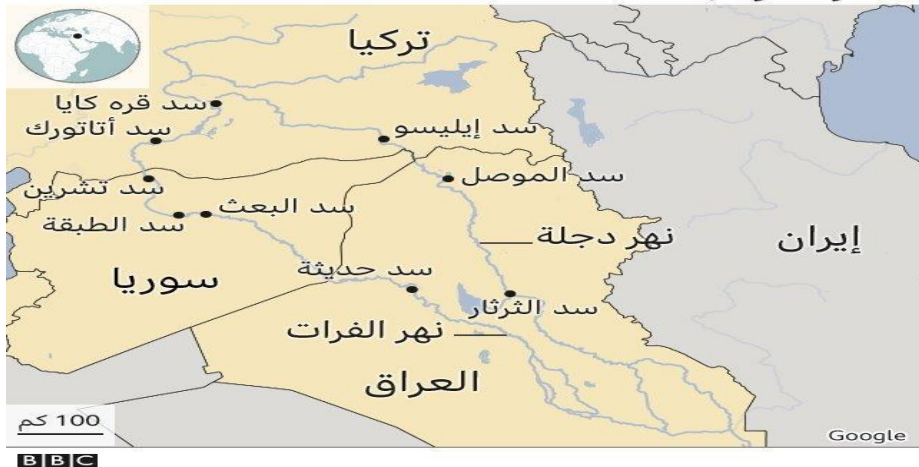 تركيا
سد قره كايا
سد أتاتورك
سد إيليسو
سد تشرين
سد الموصل
سد البعث
سد الطبقة
نهر دجلة
إيران
سوريا
سد حديثة
سد الثرثار
نهر الفرات
العراق
100 كم
Google
BBC